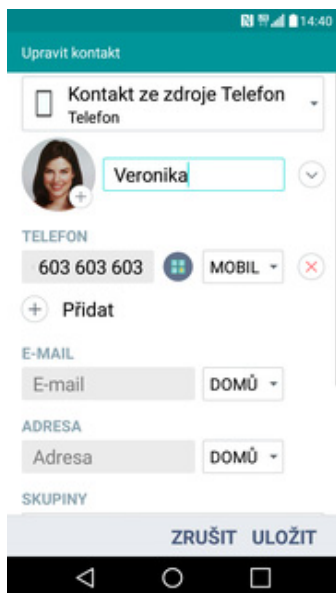 14:40
Upravit kontakt
Kontakt ze zdroje Telefon
Telefon
Veronika
TELEFON
603 603 603 MOBIL
Přidat
E-MAIL
E-mail DOMŮ
ADRESA
Adresa DOMŮ
SKUPINY
ZRUŠIT ULOŽIT